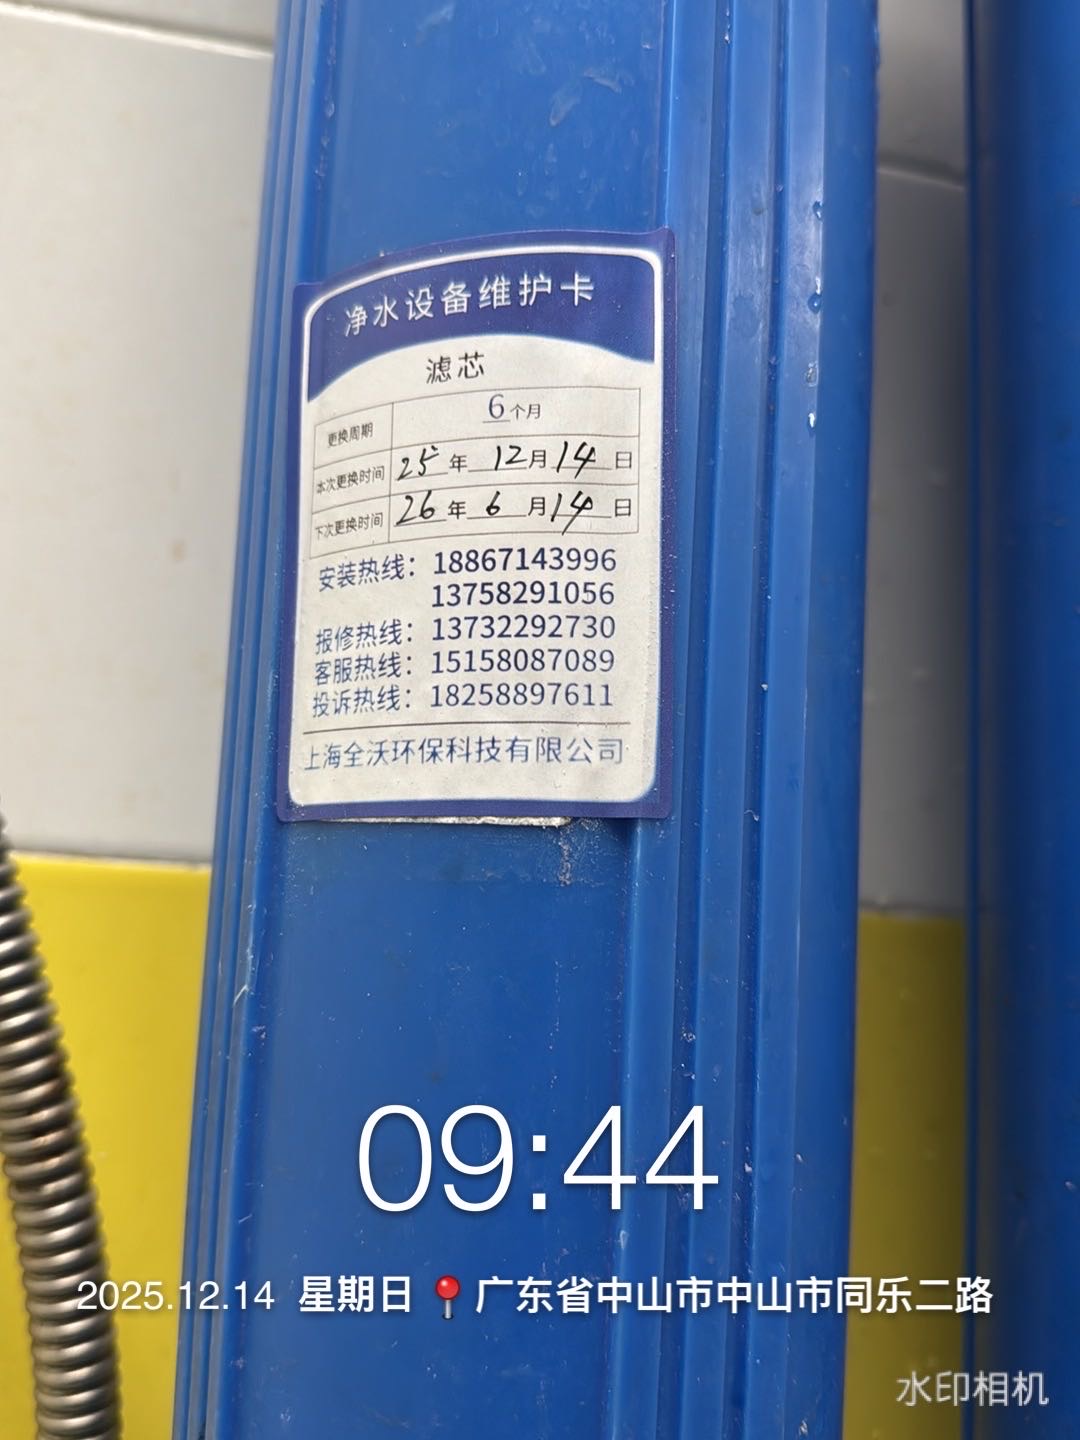 净水设备维护卡
滤芯
更换周期 6个月
本次更换时间 25年12月14日
下次更换时间 26年6月14日
安装热线：18867143996
13758291056
报修热线：13732292730
客服热线：15158087089
投诉热线：18258897611
上海全沃环保科技有限公司
09:44
2025.12.14 星期日 广东省中山市中山市同乐二路
水印相机